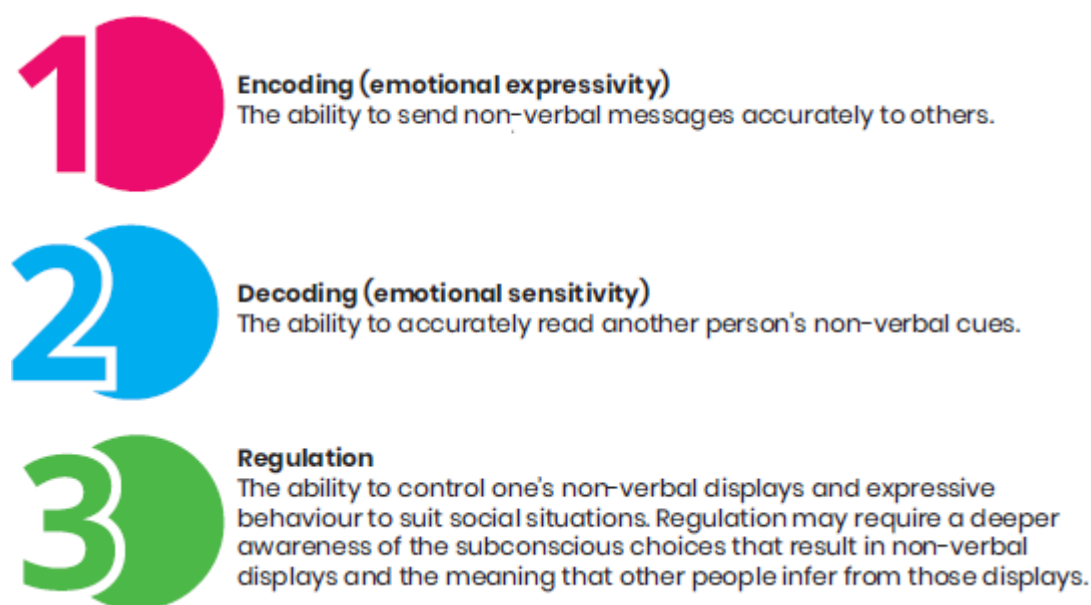 1
Encoding (emotional expressivity)
The ability to send non-verbal messages accurately to others.
2
Decoding (emotional sensitivity)
The ability to accurately read another person's non-verbal cues.
3
Regulation
The ability to control one's non-verbal displays and expressive
behaviour to suit social situations. Regulation may require a deeper
awareness of the subconscious choices that result in non-verbal
displays and the meaning that other people infer from those displays.